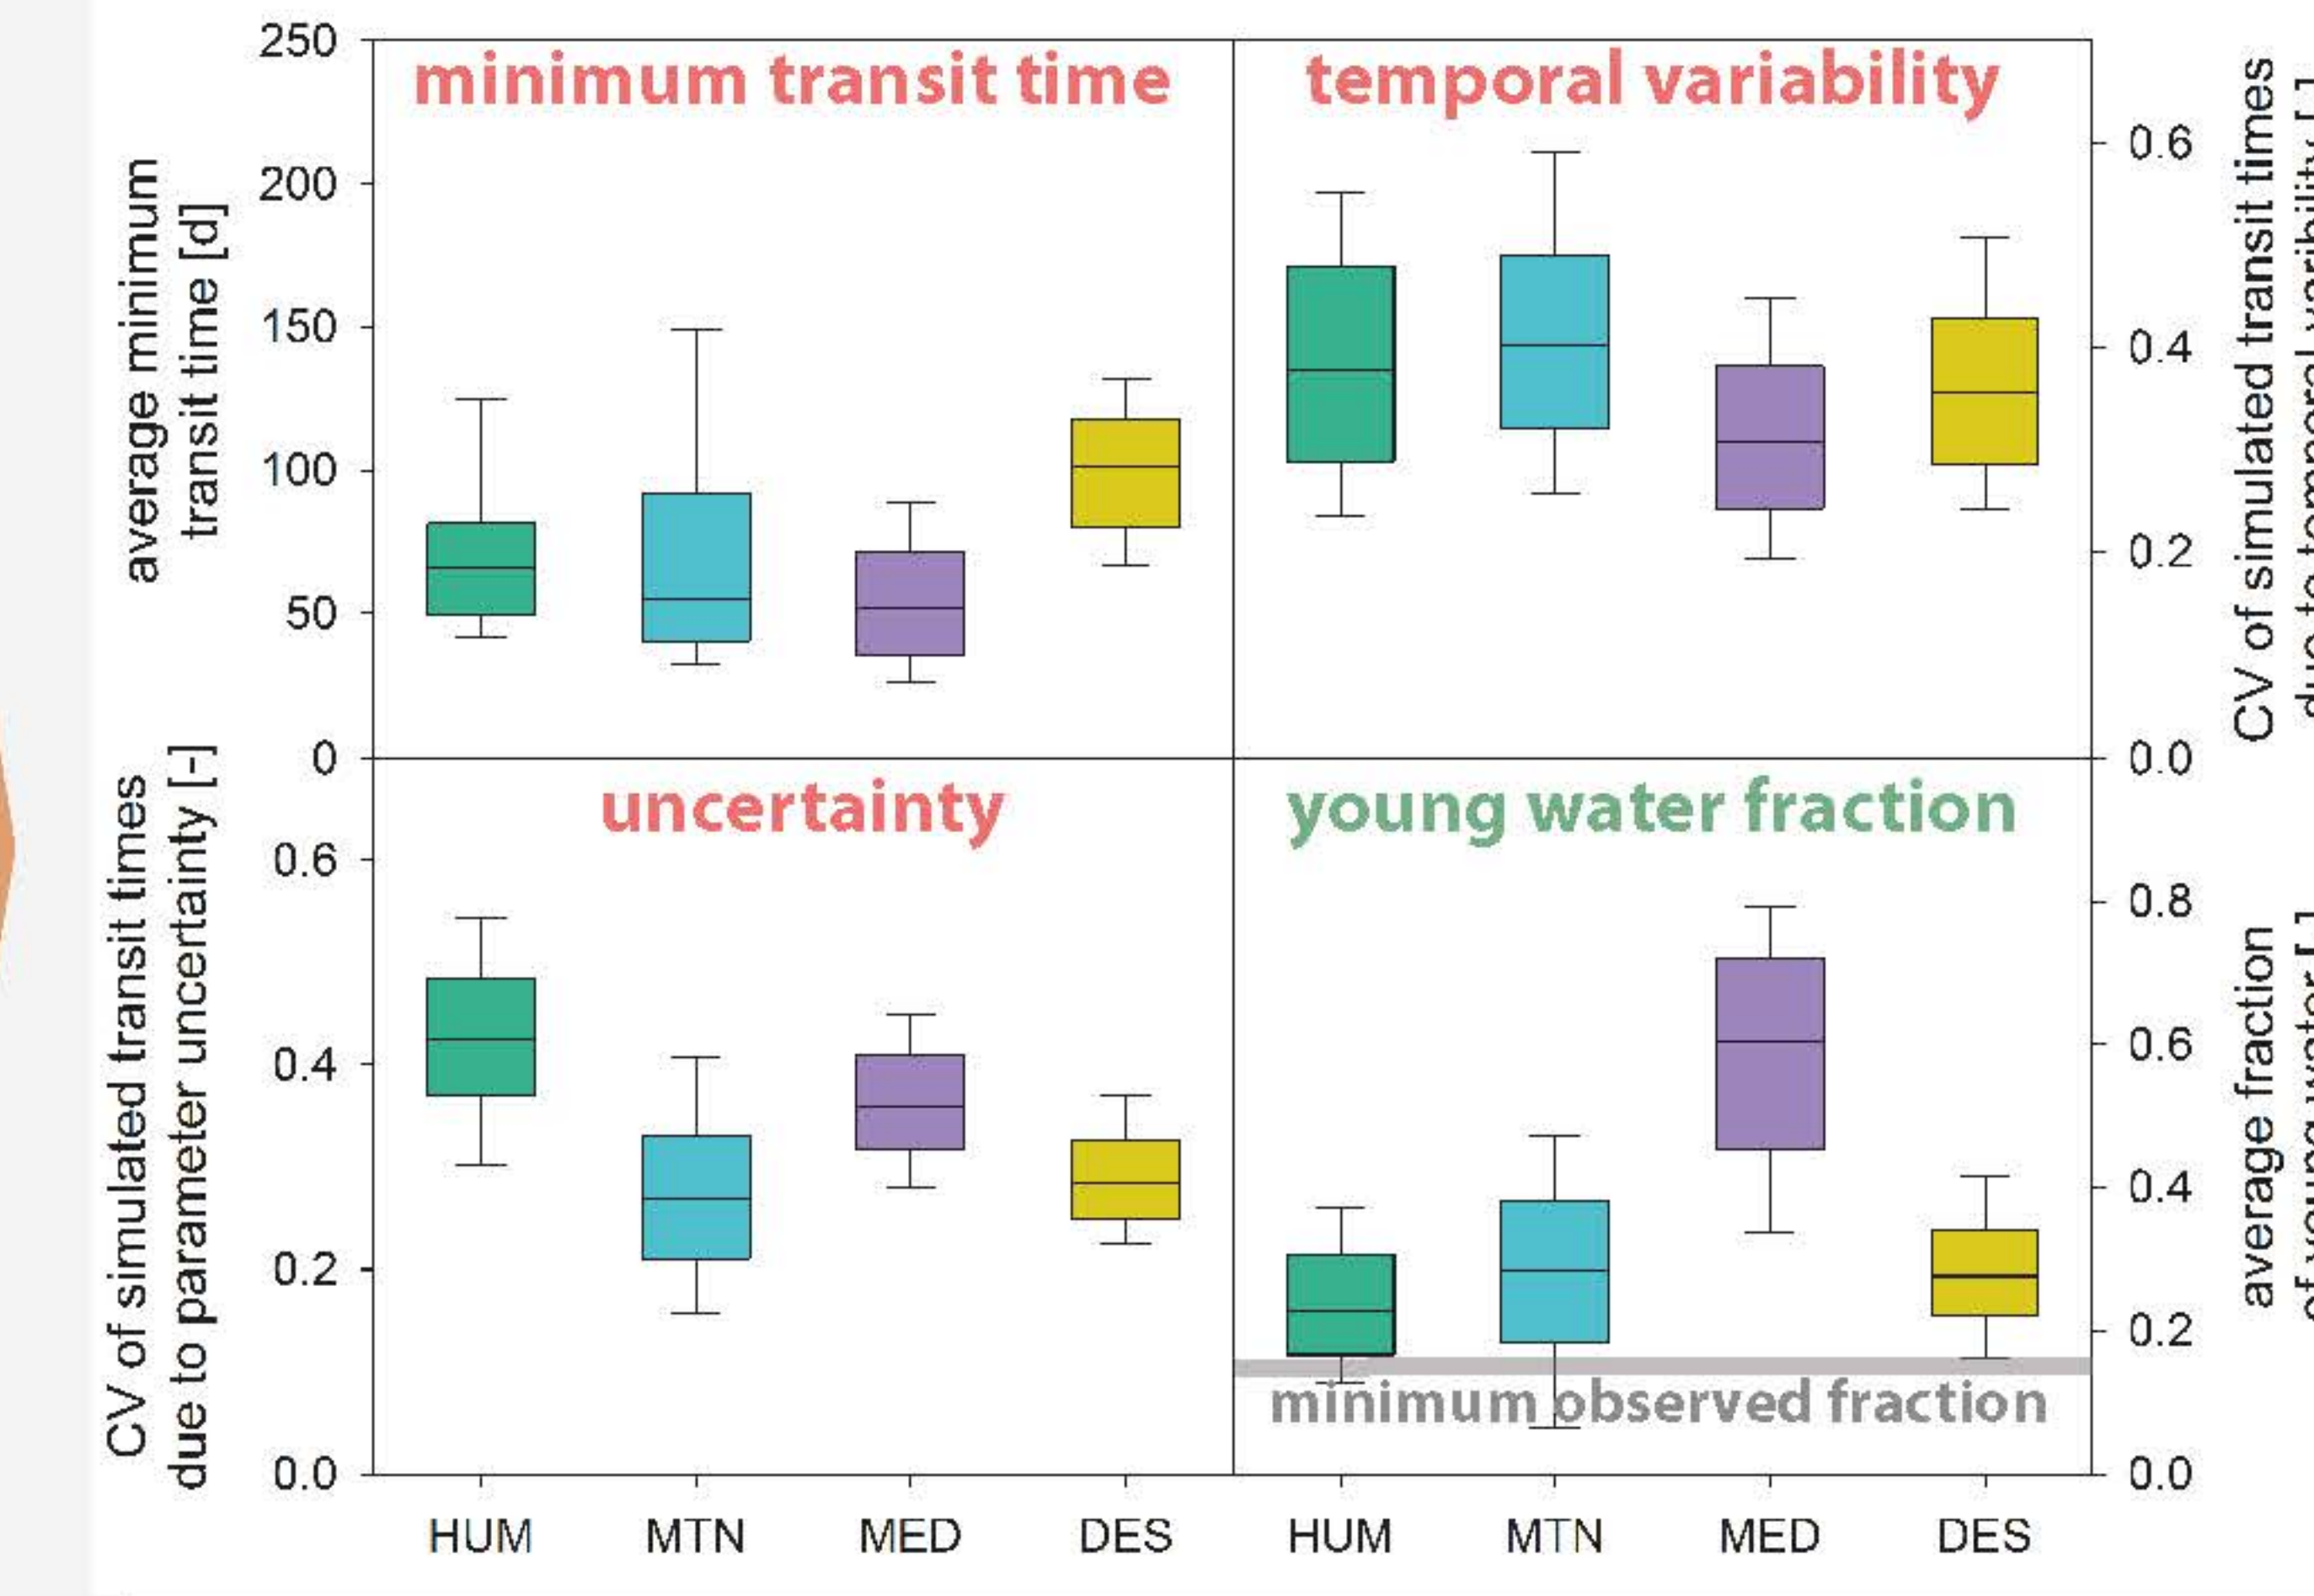 250
200
150
100
50
0
average minimum
transit time [d]
minimum transit time
temporal variability
0.6
0.4
0.2
0.0
CV of simulated transit times
CV of simulated transit times
due to parameter uncertainty [-]
0.6
0.4
0.2
0.0
uncertainty
young water fraction
minimum observed fraction
0.8
0.6
0.4
0.2
0.0
average fraction
HUM MTN MED DES HUM MTN MED DES